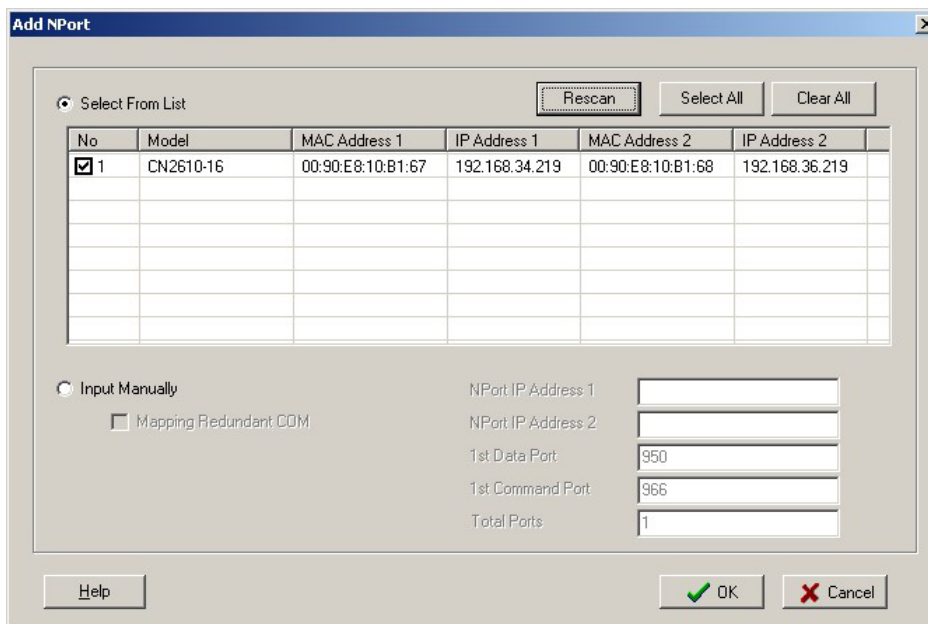 Add NPort
Select From List
Rescan Select All Clear All
No Model MAC Address 1 IP Address 1 MAC Address 2 IP Address 2
1 CN2610-16 00:90:E8:10:B1:67 192.168.34.219 00:90:E8:10:B1:68 192.168.36.219
Input Manually NPort IP Address 1
Mapping Redundant COM NPort IP Address 2
1st Data Port 950
1st Command Port 966
Total Ports 1
Help OK Cancel